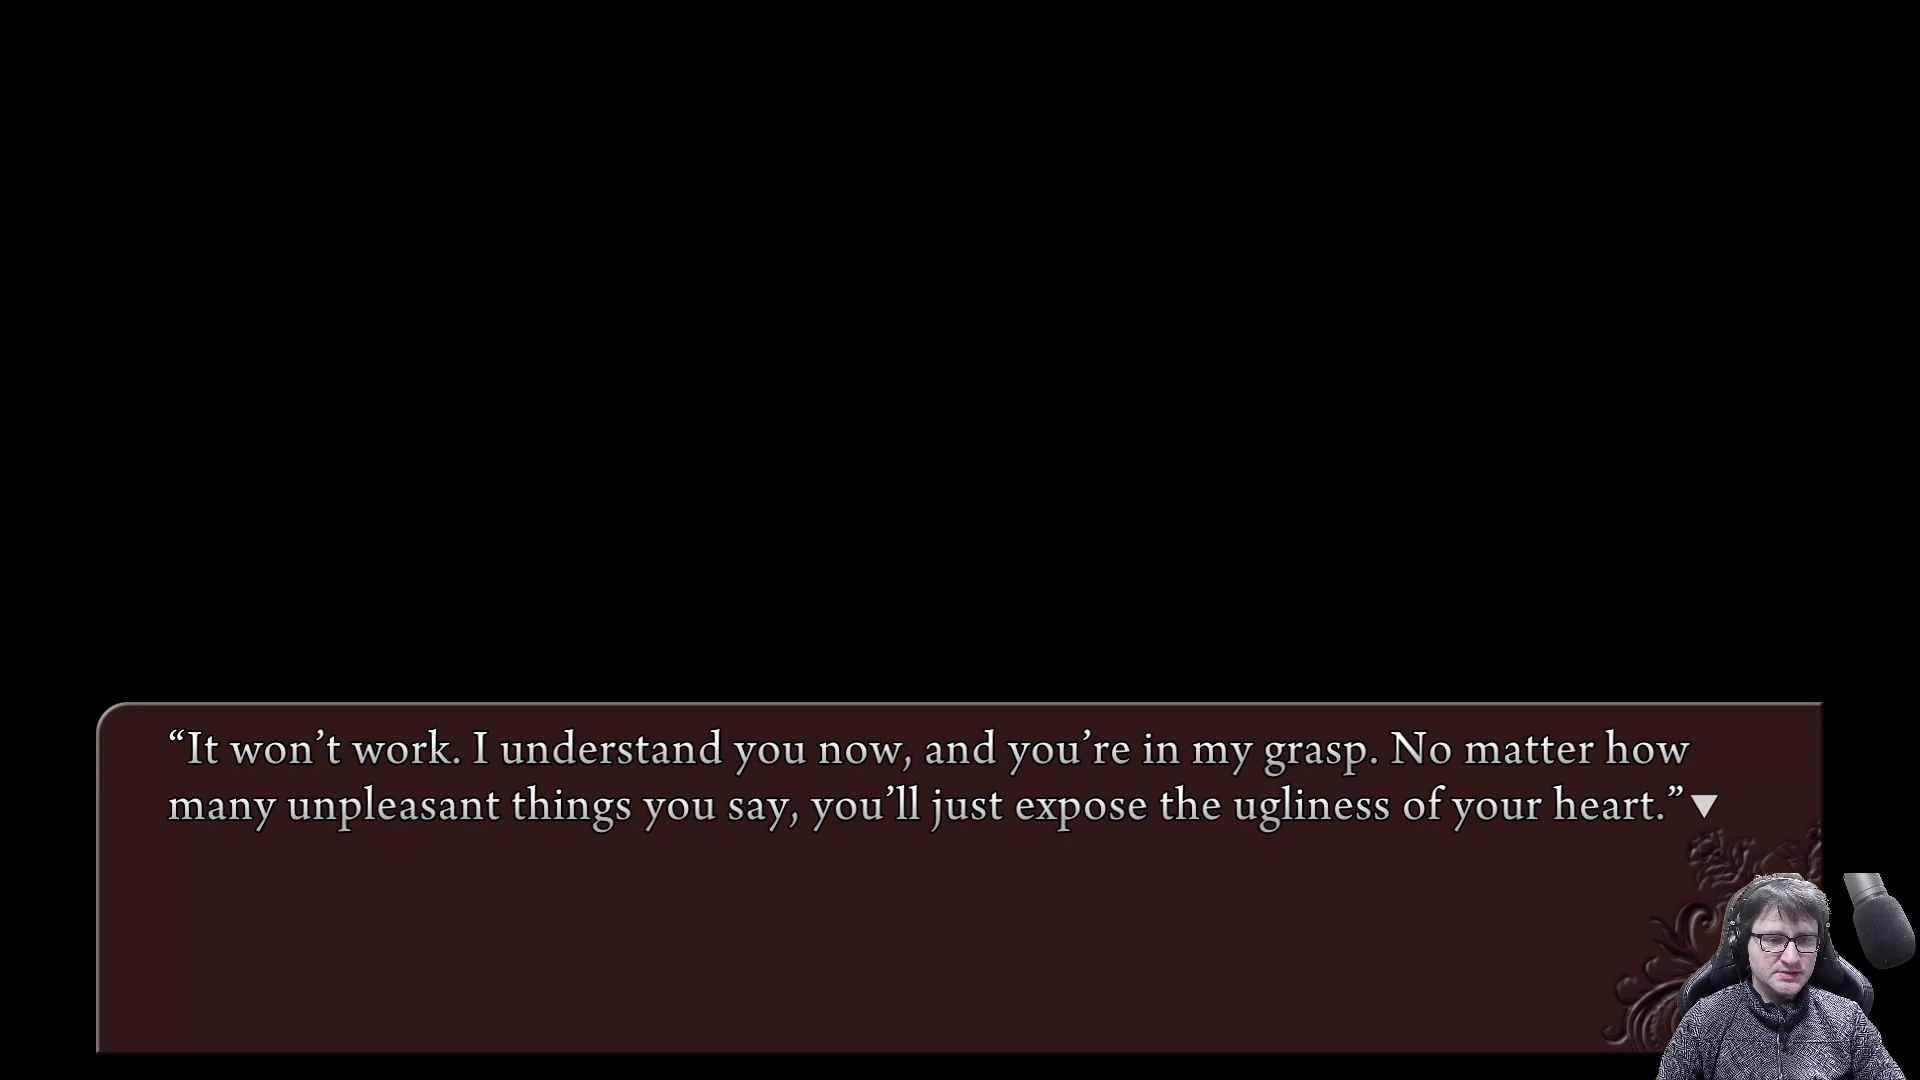 “It won’t work. I understand you now, and you’re in my grasp. No matter how
many unpleasant things you say, you’ll just expose the ugliness of your heart.”